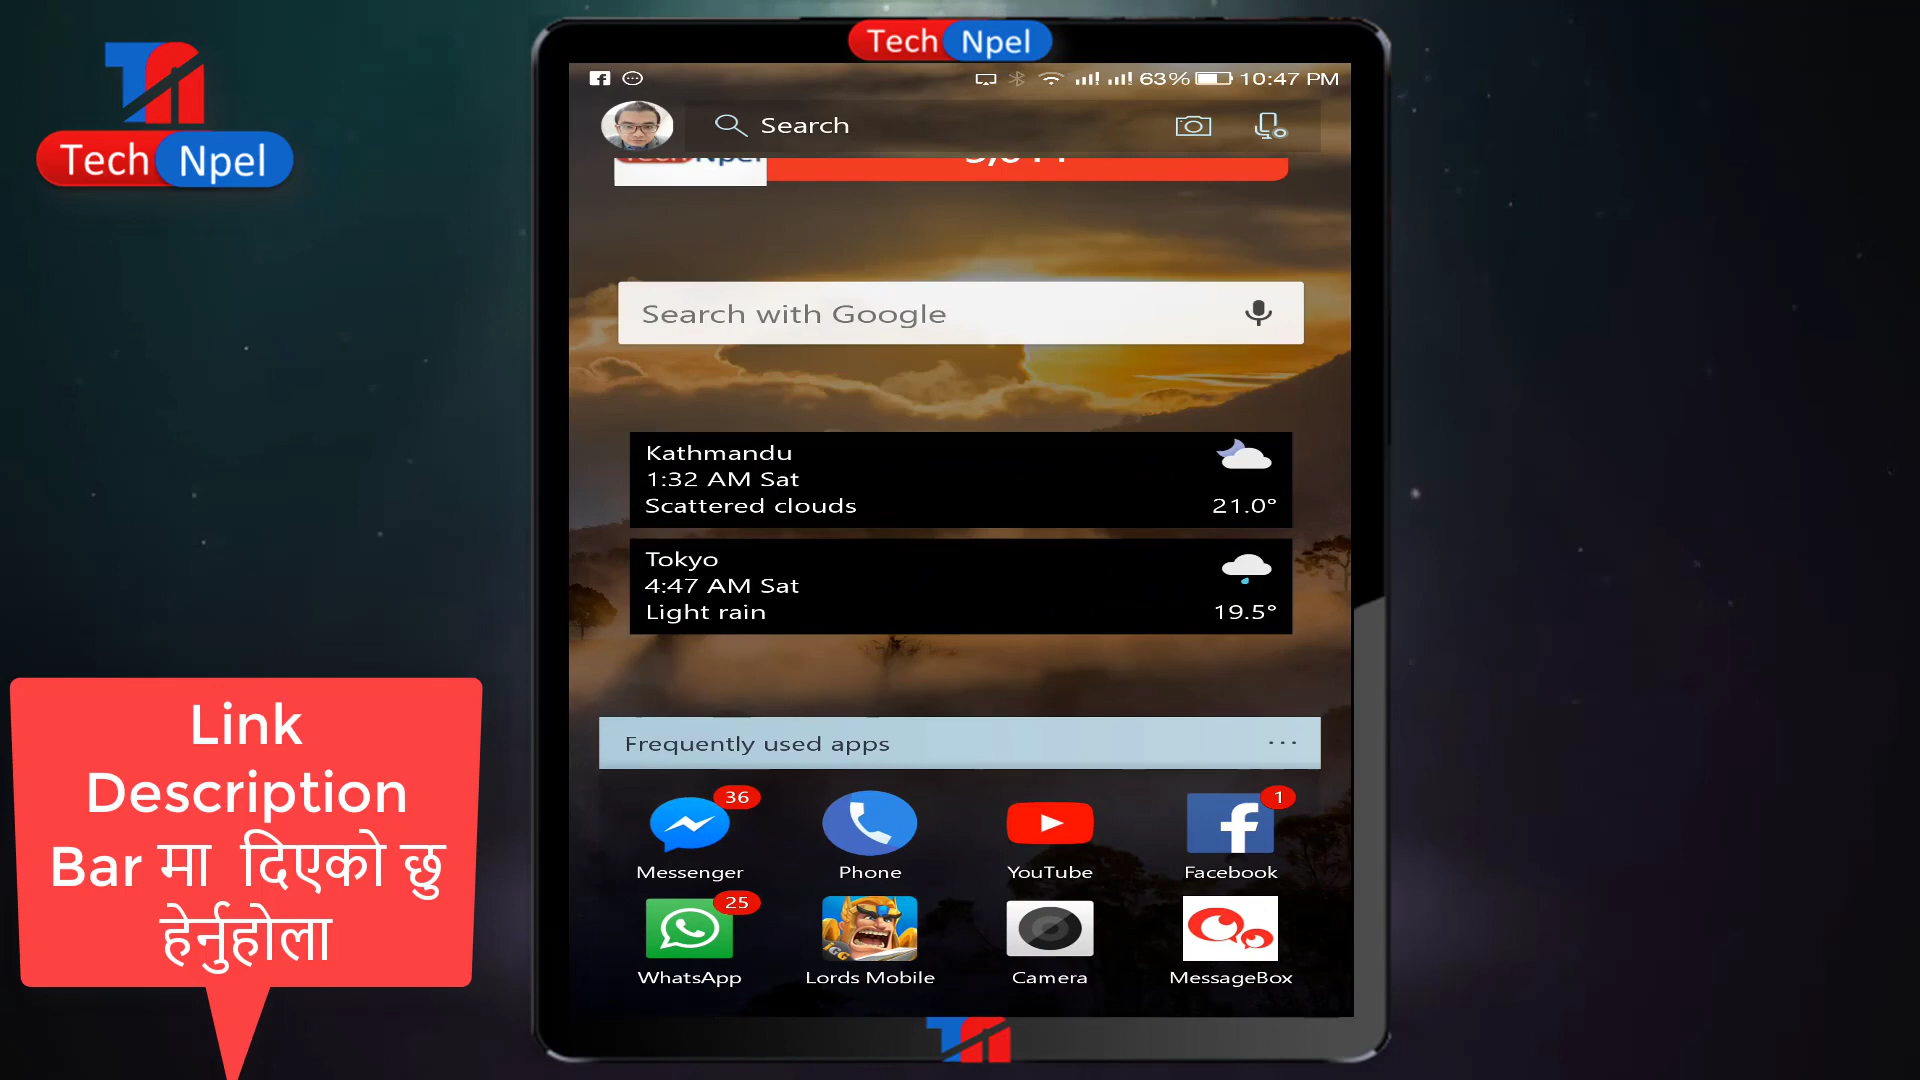 Tech Npel
63% 10:47 PM
Tech Npel
Search
Search with Google
Kathmandu
1:32 AM Sat
Scattered clouds
21.0°
Tokyo
4:47 AM Sat
Light rain
19.5°
Frequently used apps
36
1
Messenger
Phone
YouTube
Facebook
25
IGG
WhatsApp
Lords Mobile
Camera
MessageBox
Link
Description
Bar मा दिएको छु
हेर्नुहोला